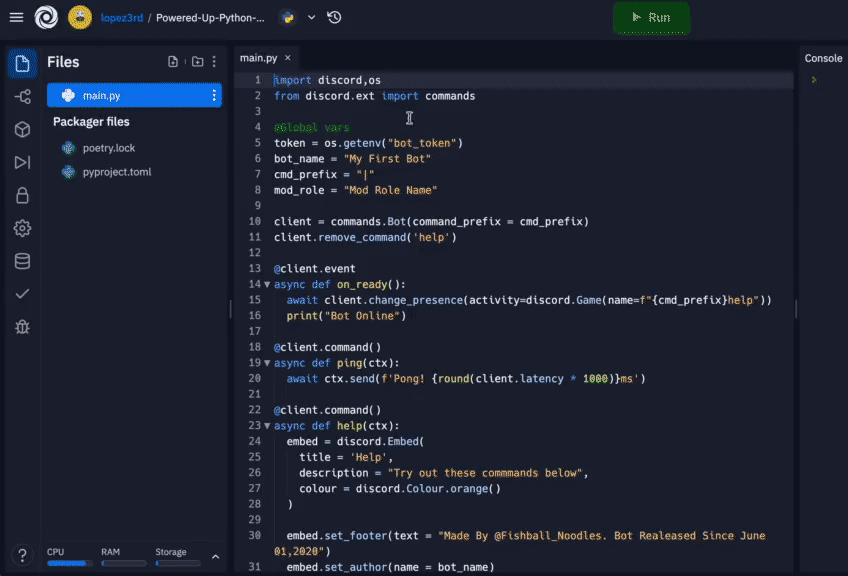 lopez3rd / Powered-Up-Python-...
Run
Files
main.py
Packager files
poetry.lock
pyproject.toml
CPU
RAM
Storage
main.py ×
1 import discord,os
2 from discord.ext import commands
3
4 @Global vars
5 token = os.getenv("bot_token")
6 bot_name = "My First Bot"
7 cmd_prefix = "|"
8 mod_role = "Mod Role Name"
9
10 client = commands.Bot(command_prefix = cmd_prefix)
11 client.remove_command('help')
12
13 @client.event
14 async def on_ready():
15 await client.change_presence(activity=discord.Game(name=f"{cmd_prefix}help"))
16 print("Bot Online")
17
18 @client.command()
19 async def ping(ctx):
20 await ctx.send(f'Pong! {round(client.latency * 1000)}ms')
21
22 @client.command()
23 async def help(ctx):
24 embed = discord.Embed(
25 title = 'Help',
26 description = "Try out these commmands below",
27 colour = discord.Colour.orange()
28 )
29
30 embed.set_footer(text = "Made By @Fishball_Noodles. Bot Realeased Since June
01,2020")
31 embed.set_author(name = bot_name)
Console